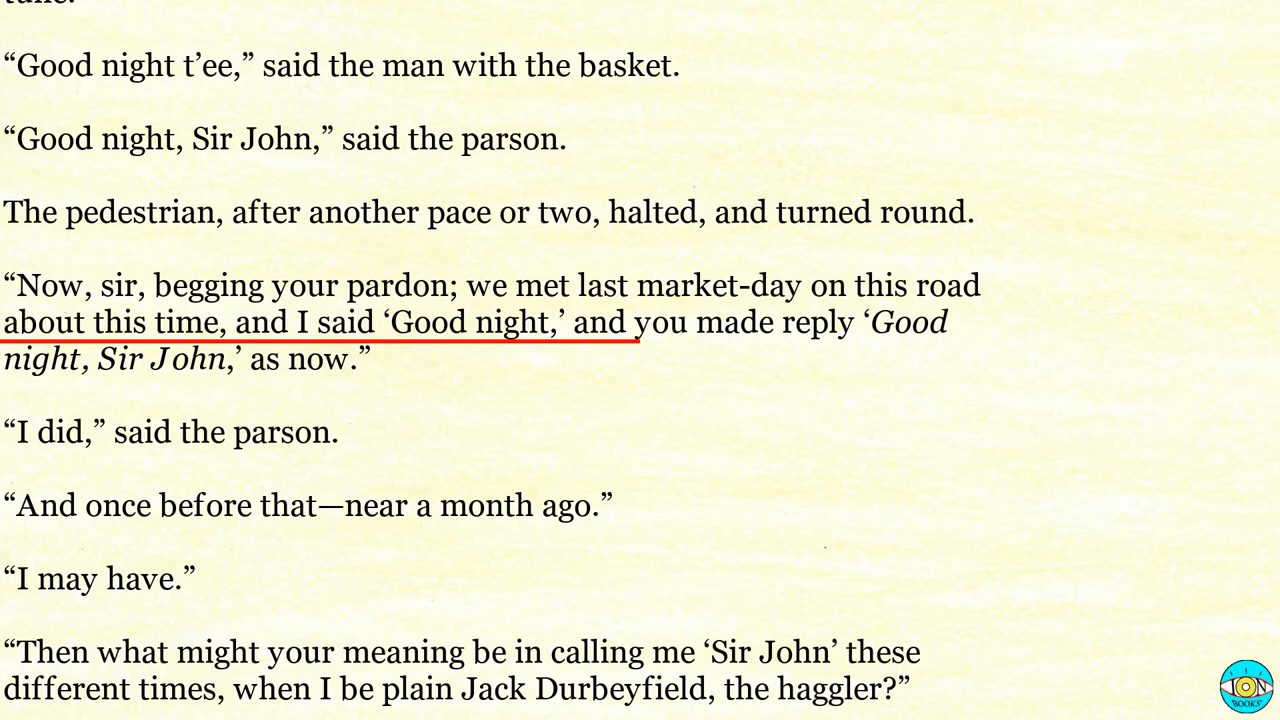 tune.
“Good night t’ee,” said the man with the basket.
“Good night, Sir John,” said the parson.
The pedestrian, after another pace or two, halted, and turned round.
“Now, sir, begging your pardon; we met last market-day on this road
about this time, and I said ‘Good night,’ and you made reply ‘Good
night, Sir John,’ as now.”
“I did,” said the parson.
“And once before that—near a month ago.”
“I may have.”
“Then what might your meaning be in calling me ‘Sir John’ these
different times, when I be plain Jack Durbeyfield, the haggler?”
ION
BOOKS